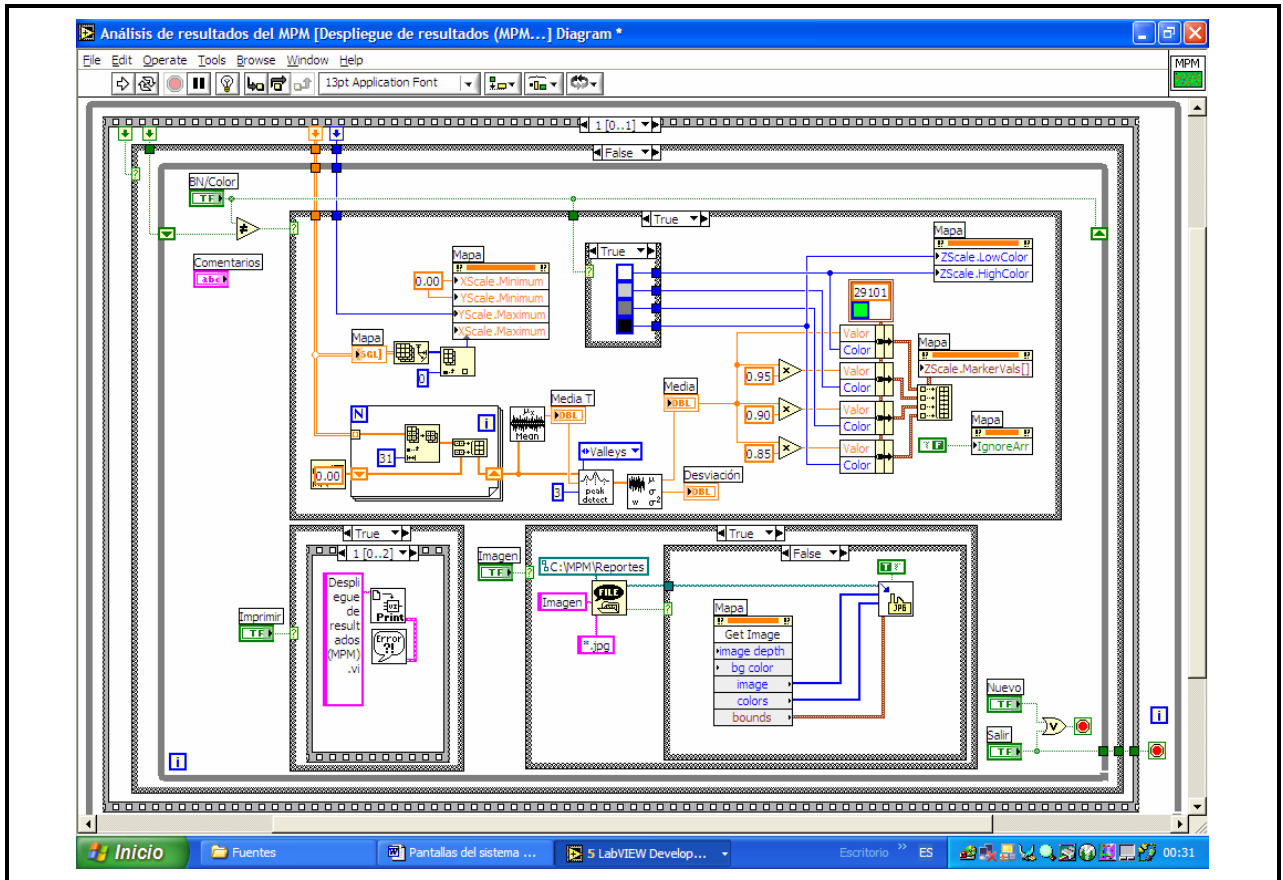 Análisis de resultados del MPM [Despliegue de resultados (MPM...] Diagram *
File Edit Operate Tools Browse Window Help
MPM
13pt Application Font
1 [0..1]
False
BN/Color
TF
True
Comentarios
abc
Mapa
0.00
XScale.Minimum
YScale.Minimum
YScale.Maximum
XScale.Maximum
True
Mapa
ZScale.LowColor
ZScale.HighColor
29101
Mapa
SGL]
0
Valor
Color
0.95
Valor
Color
0.90
Valor
Color
0.85
Valor
Color
Mapa
ZScale.MarkerVals[]
Mapa
F
IgnoreArr
N
i
31
0.00
Mean
Media T
DBL
Valleys
3
peak
detect
μ
σ
w σ²
Media
DBL
Desviación
DBL
True
1 [0..2]
Despli
egue
de
result
ados
(MPM)
.vi
Print
Error
?!
Imprimir
TF
True
Imagen
TF
C:\MPM\Reportes
FILE
Imagen
*.jpg
False
T
JPG
Mapa
Get Image
image depth
bg color
image
colors
bounds
Nuevo
TF
Salir
TF
V
i
i
Inicio
Fuentes
Pantallas del sistema ...
5 LabVIEW Develop...
Escritorio
ES
00:31